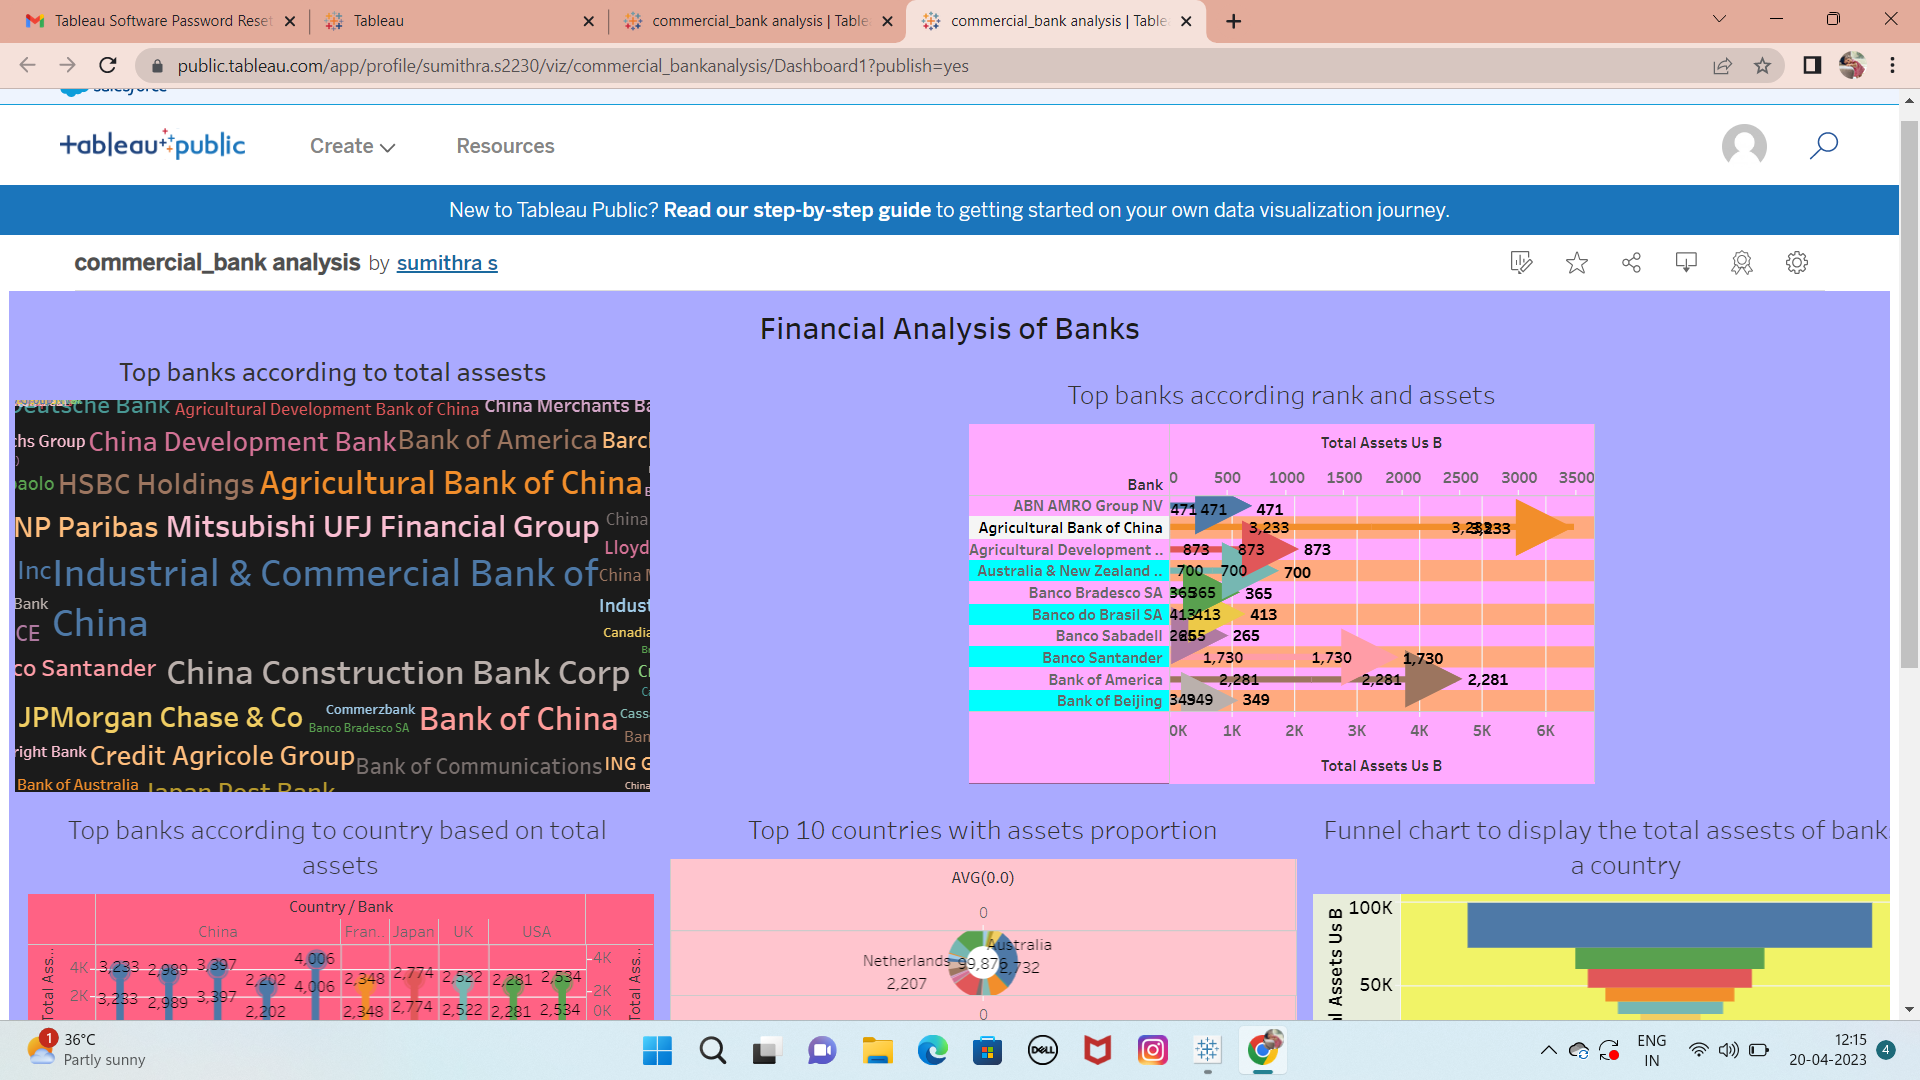 Tableau Software Password Reset
Tableau
commercial_bank analysis | Table
commercial_bank analysis | Table
public.tableau.com/app/profile/sumithra.s2230/viz/commercial_bankanalysis/Dashboard1?publish=yes
salesforce
tableau public
Create
Resources
New to Tableau Public? Read our step-by-step guide to getting started on your own data visualization journey.
commercial_bank analysis by sumithra s
Financial Analysis of Banks
Top banks according to total assests
Deutsche Bank Agricultural Development Bank of China China Merchants Ba
hs Group China Development Bank Bank of America Barcl
aolo HSBC Holdings Agricultural Bank of China
NP Paribas Mitsubishi UFJ Financial Group China
Lloyd
Inc Industrial & Commercial Bank of China
China
Bank
Indust
CE
Canadia
co Santander China Construction Bank Corp
JPMorgan Chase & Co Commerzbank Bank of China Cass
Banco Bradesco SA
Ban
right Bank Credit Agricole Group Bank of Communications ING G
Bank of Australia Japan Post Bank China
Top banks according rank and assets
Total Assets Us B
Bank 0 500 1000 1500 2000 2500 3000 3500
ABN AMRO Group NV 471 471 471
Agricultural Bank of China 3,233 3,233 3,233
Agricultural Development .. 873 873 873
Australia & New Zealand .. 700 700 700
Banco Bradesco SA 365 365 365
Banco do Brasil SA 413 413 413
Banco Sabadell 265 265 265
Banco Santander 1,730 1,730 1,730
Bank of America 2,281 2,281 2,281
Bank of Beijing 349 349 349
0K 1K 2K 3K 4K 5K 6K
Total Assets Us B
Top banks according to country based on total
assets
Country / Bank
China Fran.. Japan UK USA
Total Ass..
4K 3,233 2,989 3,397 2,202 4,006 2,348 2,774 2,522 2,281 2,534 4K
2K 3,233 2,989 3,397 2,202 4,006 2,348 2,774 2,522 2,281 2,534 2K
0K
Total Ass..
Top 10 countries with assets proportion
AVG(0.0)
0
Australia
2,732
Netherlands
2,207
99,876
0
Funnel chart to display the total assests of bank
a country
l Assets Us B
100K
50K
1
36°C
Partly sunny
DELL
ENG
IN
12:15
20-04-2023
4